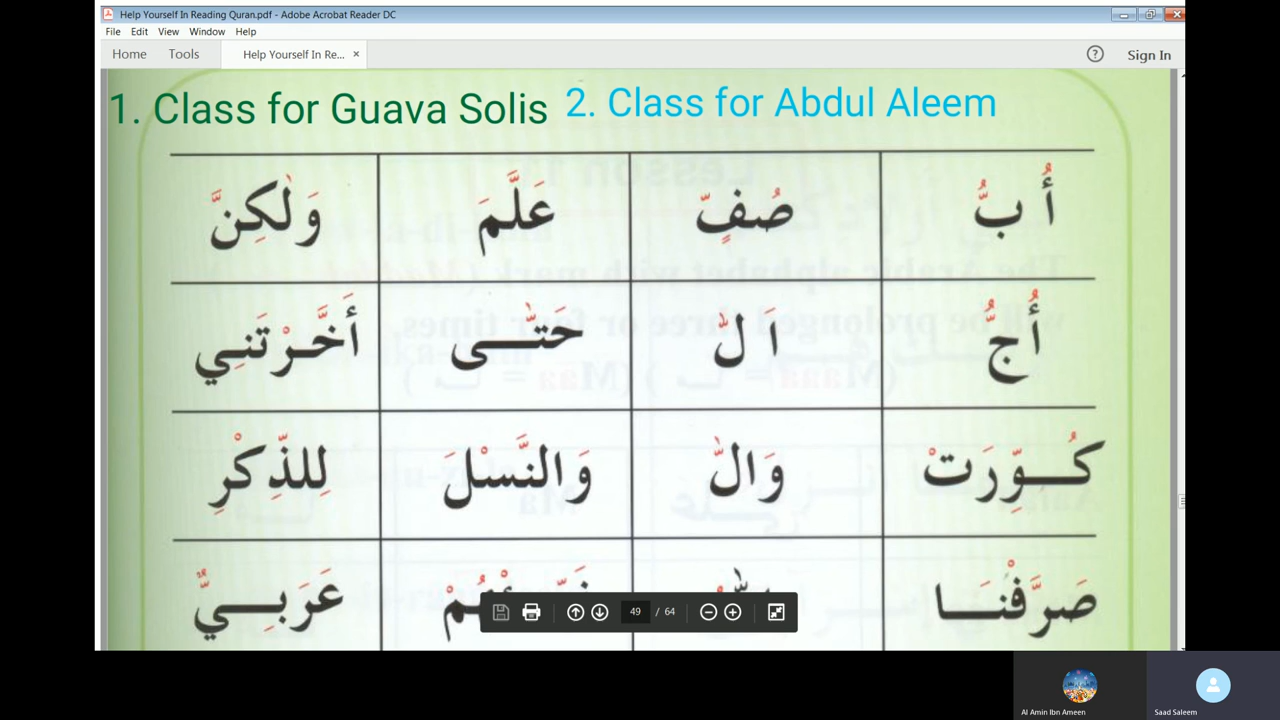 Help Yourself In Reading Quran.pdf - Adobe Acrobat Reader DC
File Edit View Window Help
Home Tools Help Yourself In Re... × ? Sign In
1. Class for Guava Solis 2. Class for Abdul Aleem
أُ بُّ صُفٍّ عَلَّمَ وَلٰكِنَّ
أُ جُّ ا لّٰ حَتّٰى أَخَّرْتَنِي
كُوِّرَتْ وَالّٰ وَالنَّسْلَ لِلذِّكْرِ
صَرَّفْنَا عَرَبِيٌّ
49 / 64
Al Amin Ibn Ameen Saad Saleem